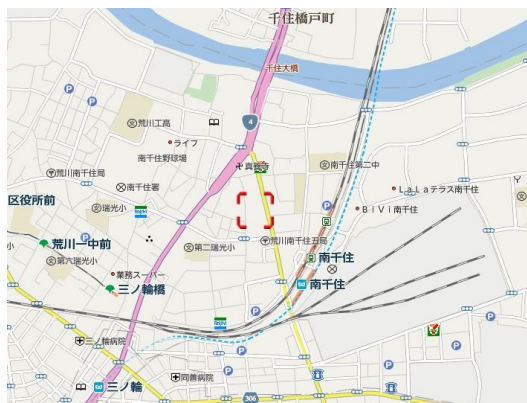 千住橋戸町
千住大橋
荒川工高
4
ライフ
南千住野球場
真養寺
荒川南千住局
南千住第二中
南千住署
LaLaテラス南千住
区役所前
瑞光小
BiVi南千住
荒川一中前
第二瑞光小
荒川南千住五局
第六瑞光小
南千住
業務スーパー
三ノ輪橋
南千住
三ノ輪病院
同善病院
三ノ輪
306